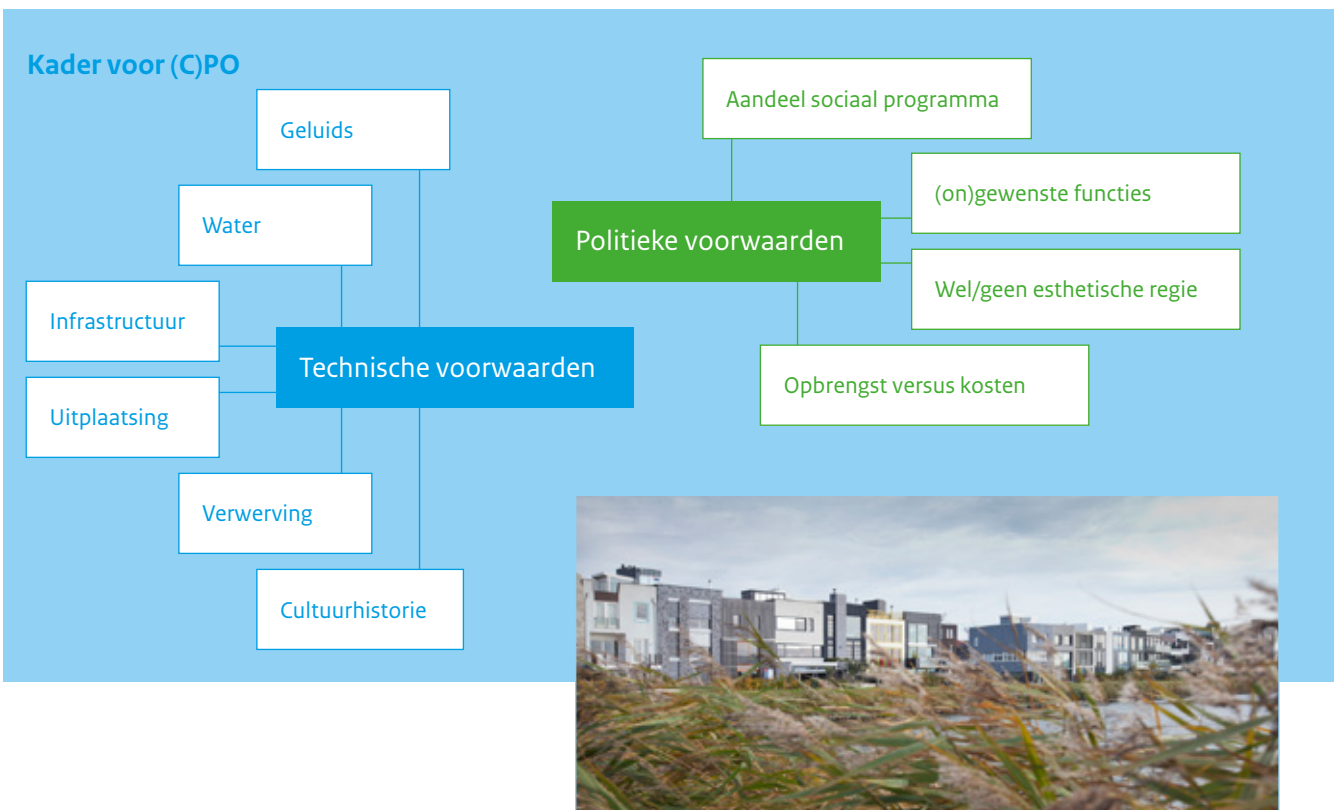 Kader voor (C)PO
Geluids
Water
Infrastructuur
Technische voorwaarden
Uitplaatsing
Verwerving
Cultuurhistorie
Aandeel sociaal programma
(on)gewenste functies
Politieke voorwaarden
Wel/geen esthetische regie
Opbrengst versus kosten